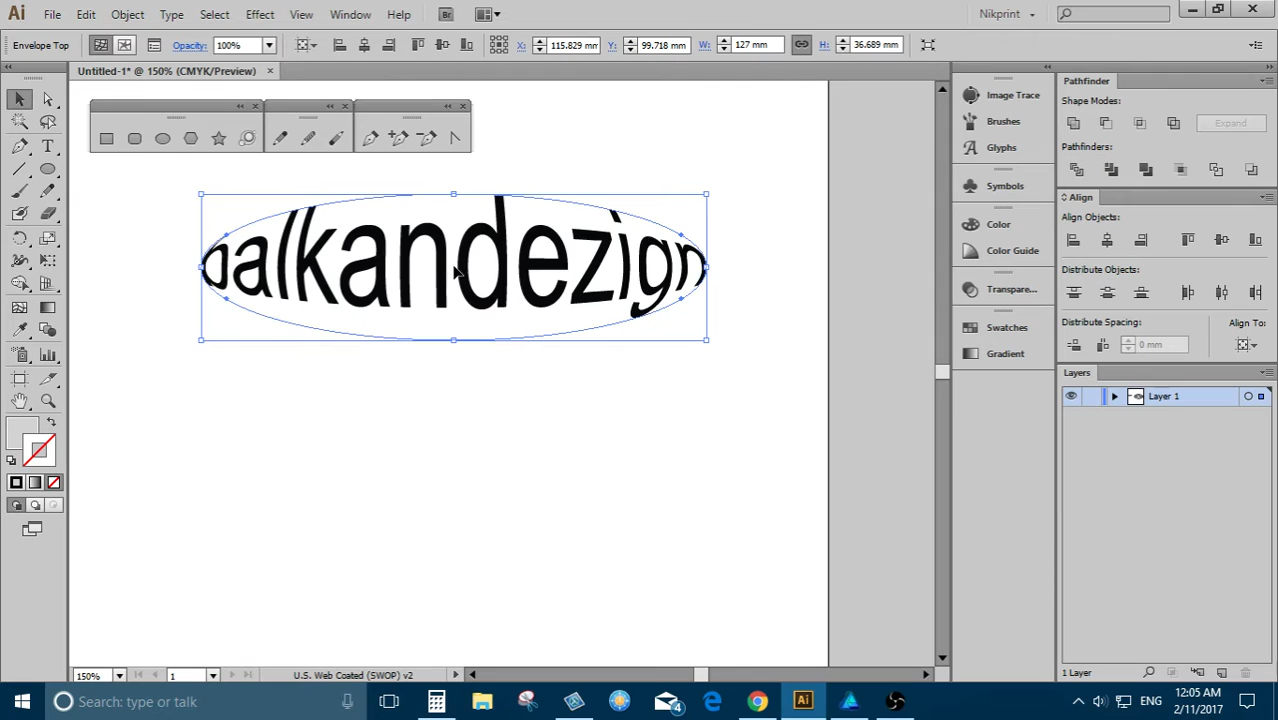 Ai File Edit Object Type Select Effect View Window Help Br Nikprint
Envelope Top Opacity: 100% X: 115.829 mm Y: 99.718 mm W: 127 mm H: 36.689 mm
Untitled-1* @ 150% (CMYK/Preview) ×
balkandezign
Image Trace
Brushes
Glyphs
Symbols
Color
Color Guide
Transpare...
Swatches
Gradient
Pathfinder
Shape Modes:
Expand
Pathfinders:
Align
Align Objects:
Distribute Objects:
Distribute Spacing:
Align To:
0 mm
Layers
Layer 1
1 Layer
150% 1 U.S. Web Coated (SWOP) v2
Search: type or talk
4
Ai
ENG
12:05 AM
2/11/2017